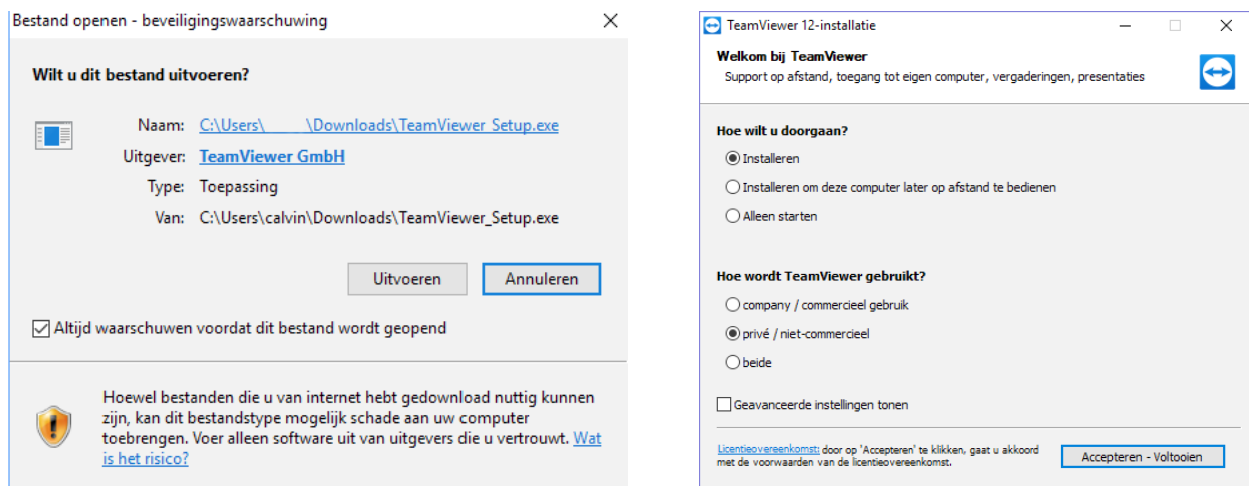 Bestand openen - beveiligingswaarschuwing
Wilt u dit bestand uitvoeren?
Naam: C:\Users\ \Downloads\TeamViewer_Setup.exe
Uitgever: TeamViewer GmbH
Type: Toepassing
Van: C:\Users\calvin\Downloads\TeamViewer_Setup.exe
Uitvoeren Annuleren
Altijd waarschuwen voordat dit bestand wordt geopend
Hoewel bestanden die u van internet hebt gedownload nuttig kunnen
zijn, kan dit bestandstype mogelijk schade aan uw computer
toebrengen. Voer alleen software uit van uitgevers die u vertrouwt. Wat
is het risico?
TeamViewer 12-installatie
Welkom bij TeamViewer
Support op afstand, toegang tot eigen computer, vergaderingen, presentaties
Hoe wilt u doorgaan?
Installeren
Installeren om deze computer later op afstand te bedienen
Alleen starten
Hoe wordt TeamViewer gebruikt?
company / commercieel gebruik
privé / niet-commercieel
beide
Geavanceerde instellingen tonen
Licentieovereenkomst: door op 'Accepteren' te klikken, gaat u akkoord
met de voorwaarden van de licentieovereenkomst.
Accepteren - Voltooien